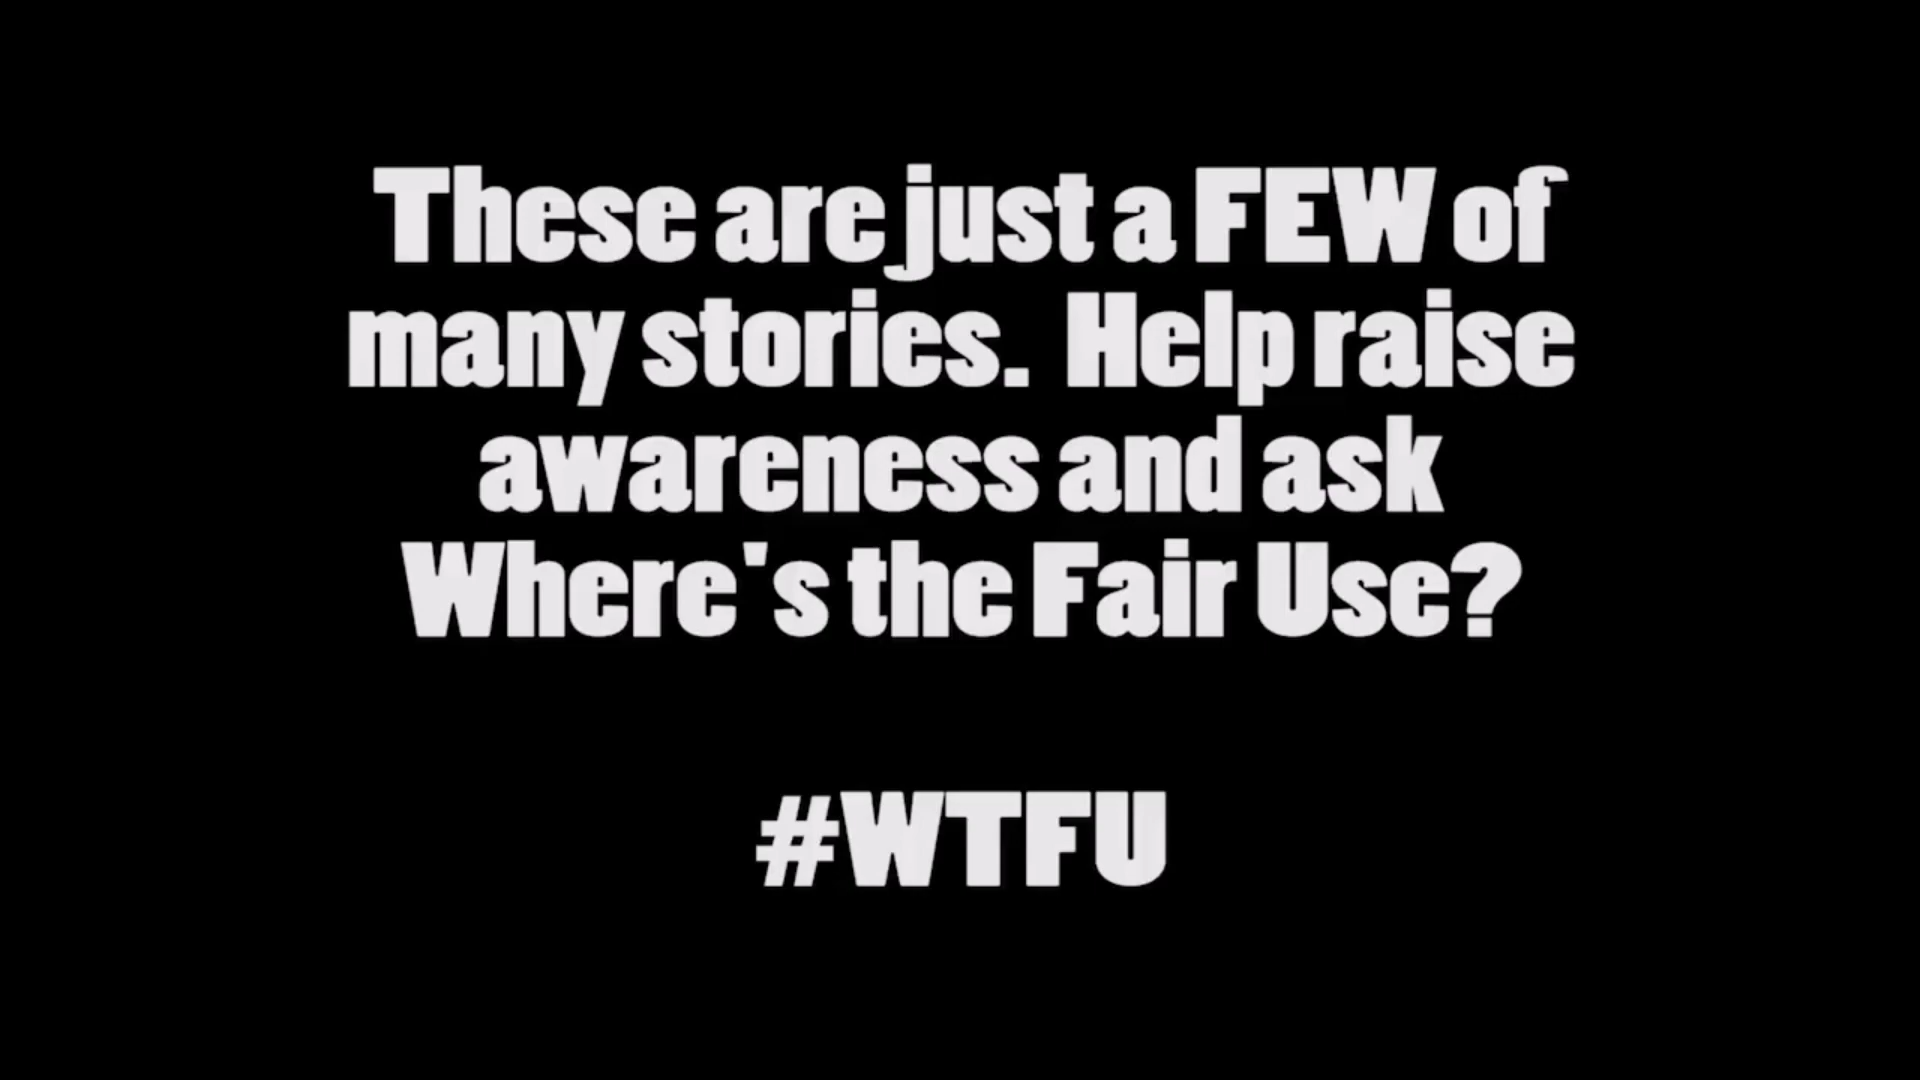 These are just a FEW of
many stories.  Help raise
awareness and ask
Where's the Fair Use?
#WTFU